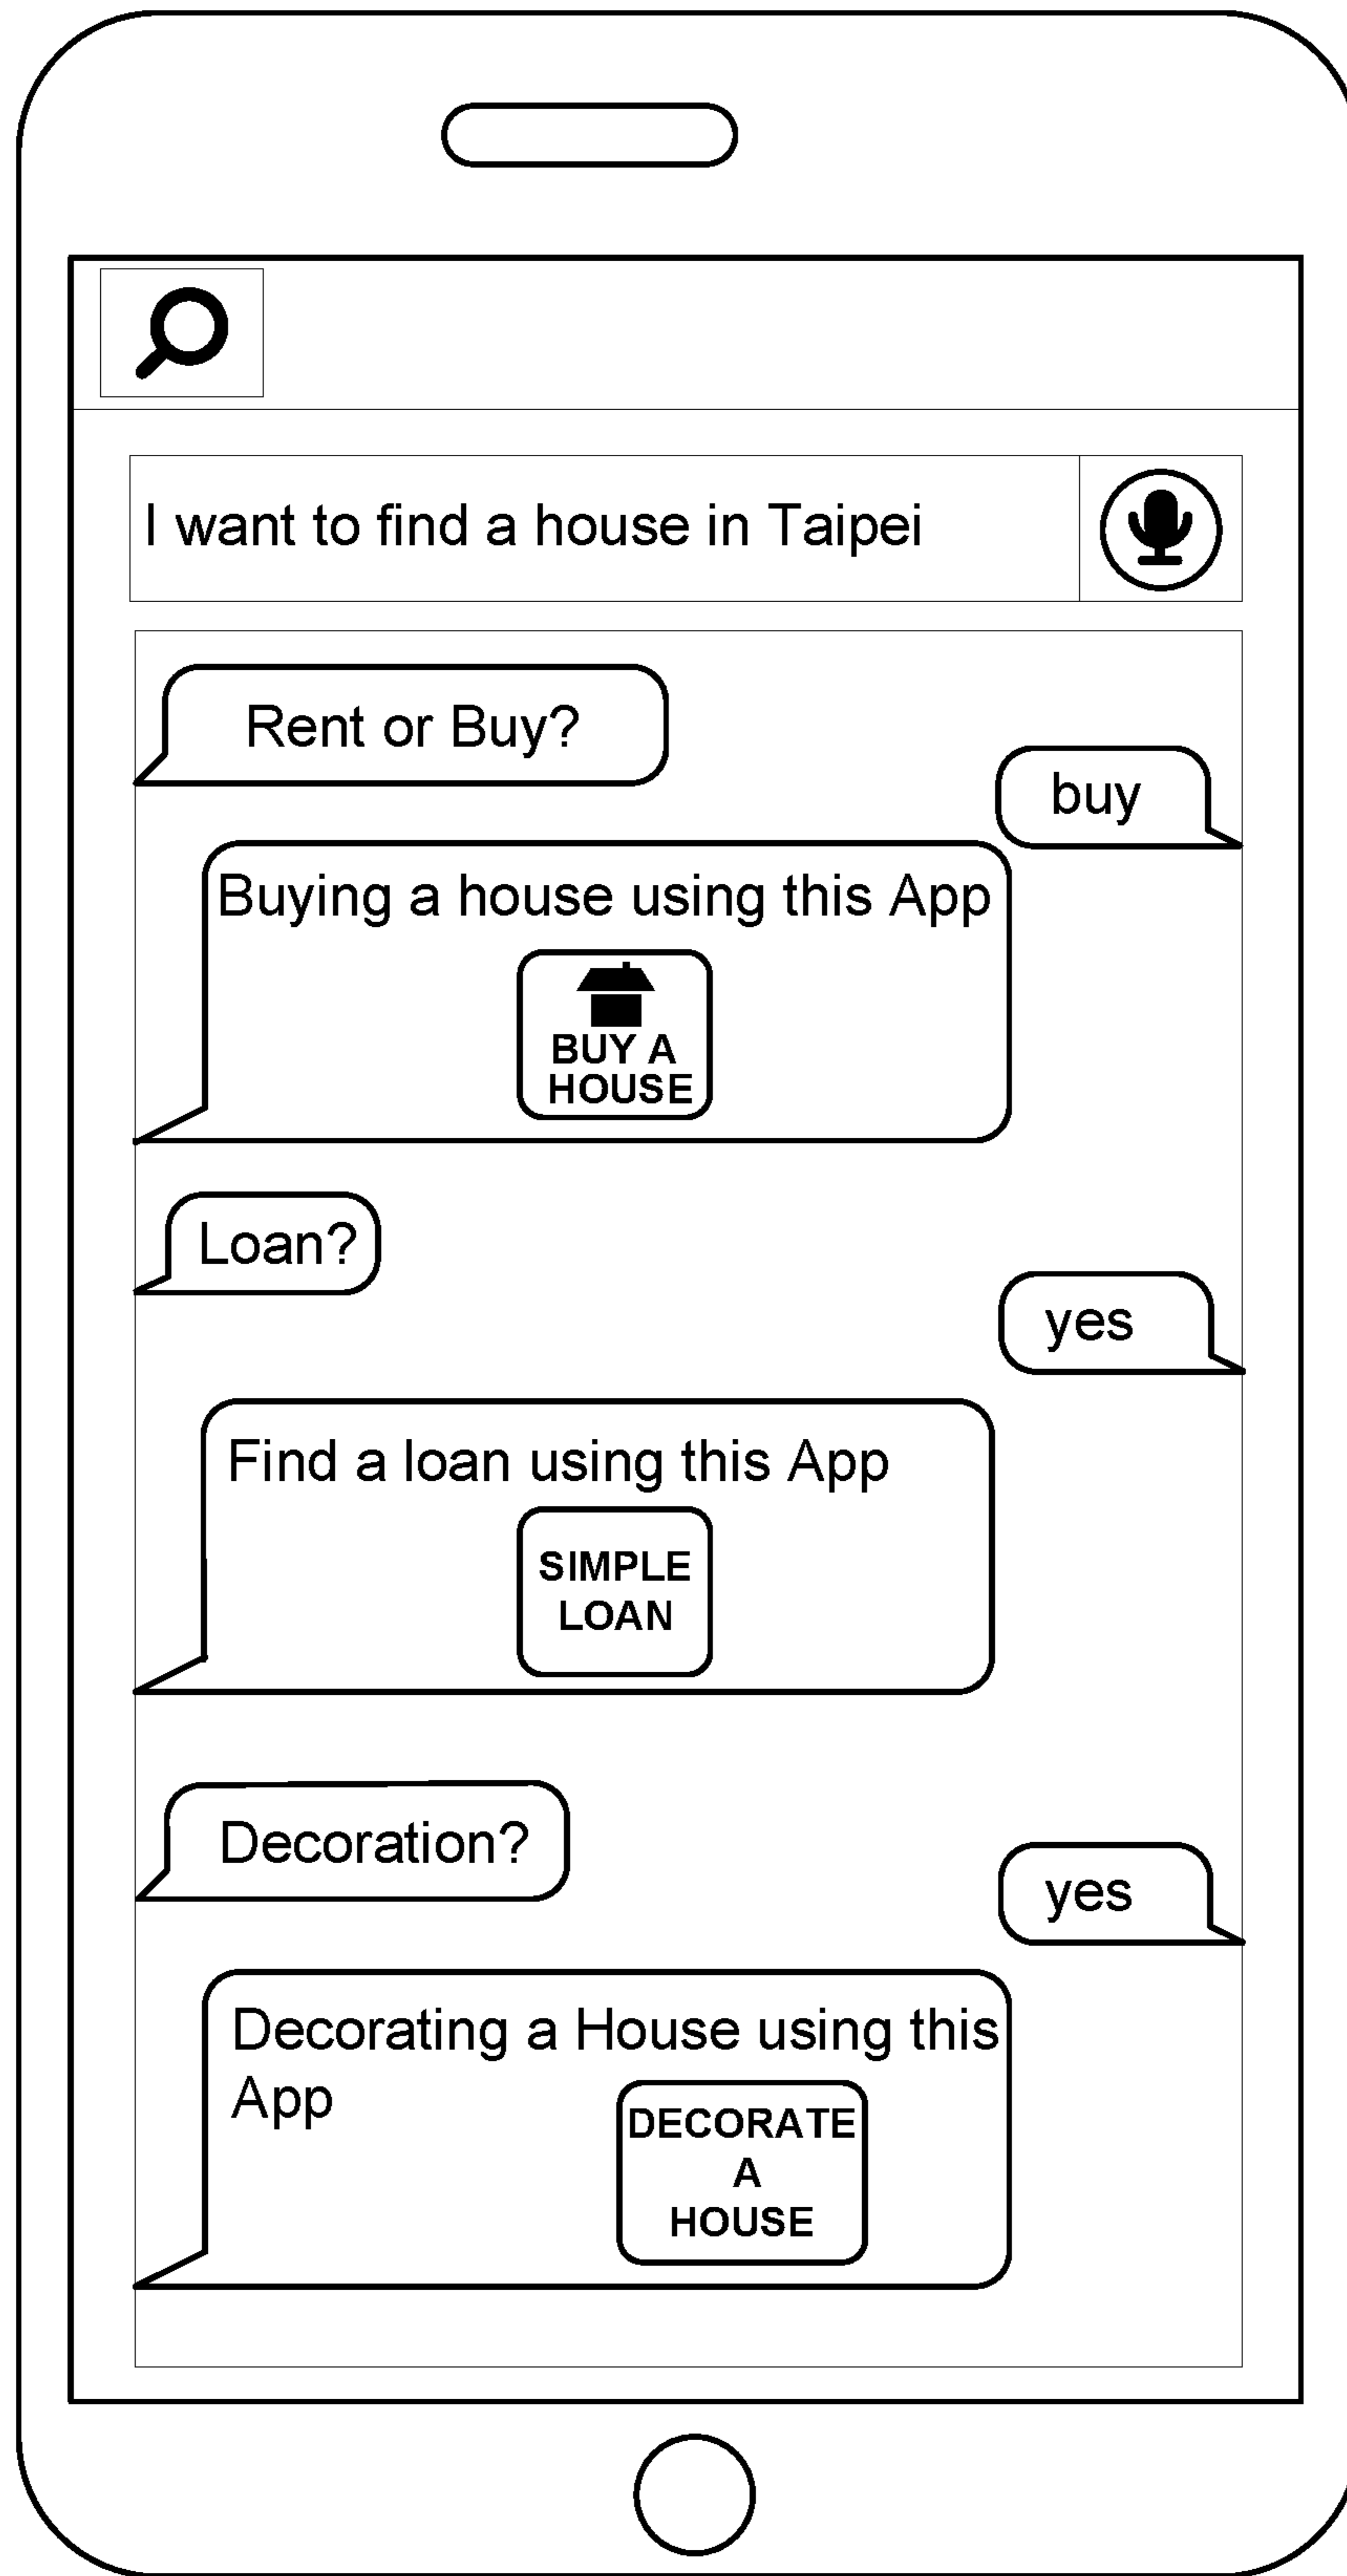 I want to find a house in Taipei
Rent or Buy?
buy
Buying a house using this App
BUY A
HOUSE
Loan?
yes
Find a loan using this App
SIMPLE
LOAN
Decoration?
yes
Decorating a House using this
App
DECORATE
A
HOUSE